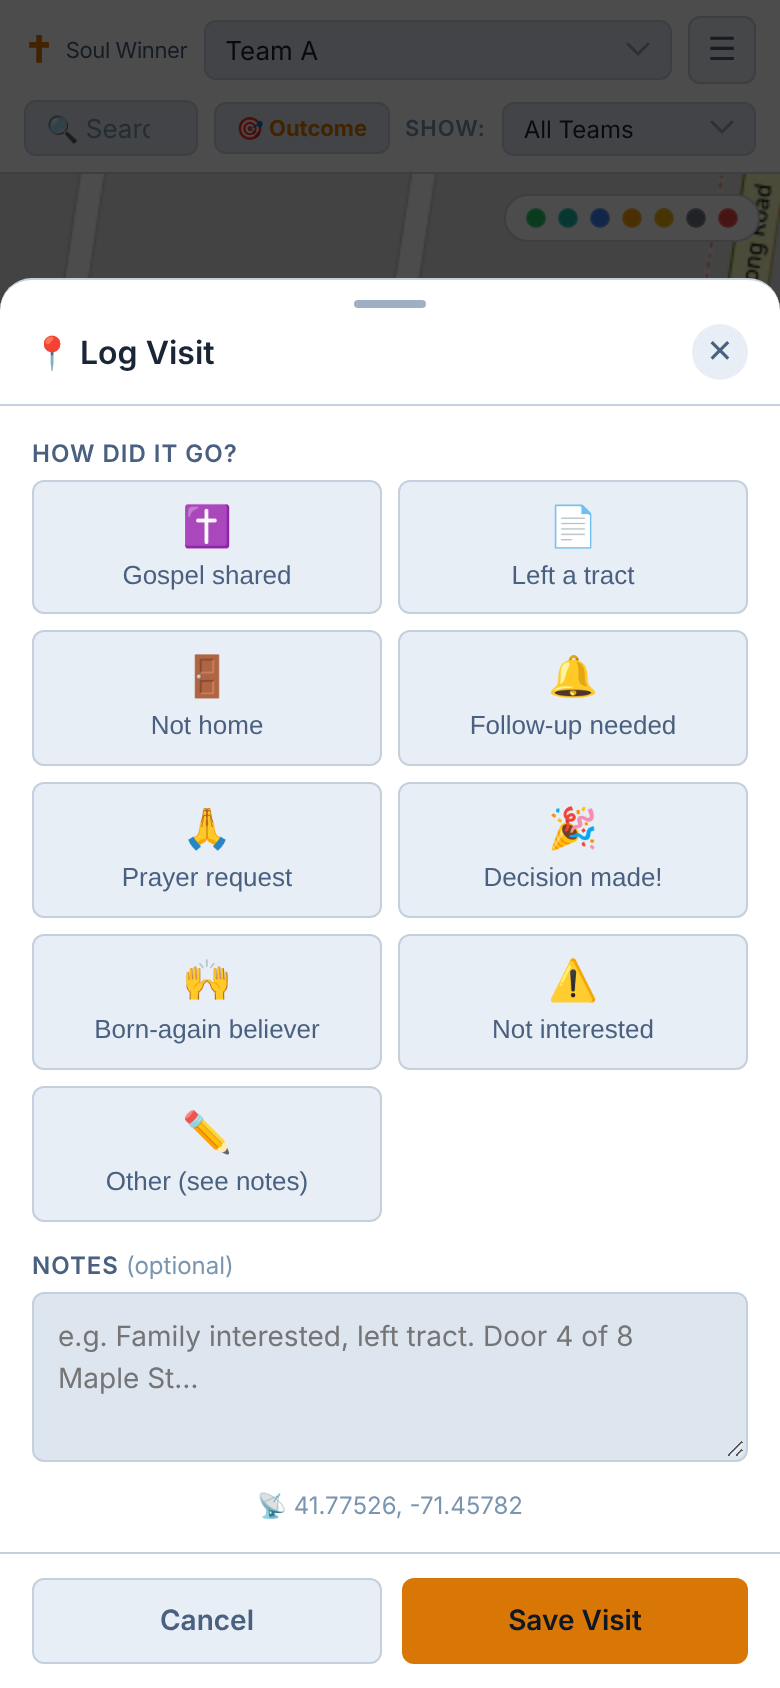 Soul Winner
Team A
Searc
Outcome
SHOW:
All Teams
ong Road
Log Visit
HOW DID IT GO?
Gospel shared
Left a tract
Not home
Follow-up needed
Prayer request
Decision made!
Born-again believer
Not interested
Other (see notes)
NOTES (optional)
e.g. Family interested, left tract. Door 4 of 8
Maple St...
41.77526, -71.45782
Cancel
Save Visit